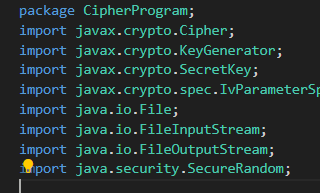 package CipherProgram;
import javax.crypto.Cipher;
import javax.crypto.KeyGenerator;
import javax.crypto.SecretKey;
import javax.crypto.spec.IvParameterSp
import java.io.File;
import java.io.FileInputStream;
import java.io.FileOutputStream;
import java.security.SecureRandom;